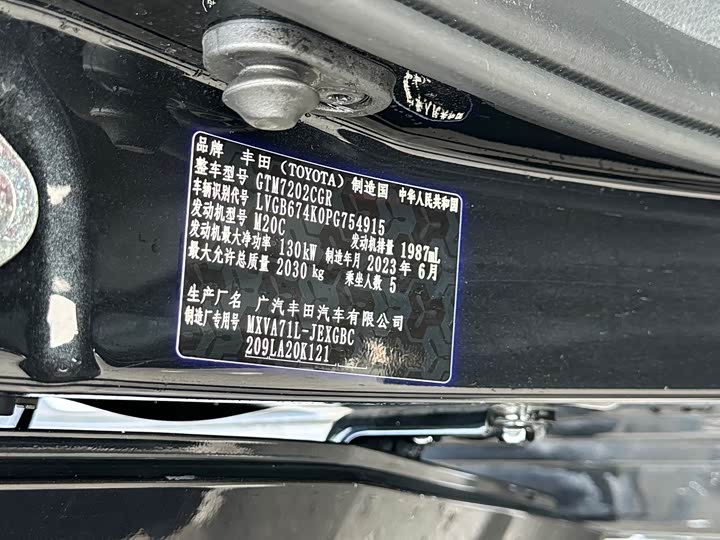 品牌 丰田（TOYOTA）制造国 中华人民共和国
整车型号 GTM7202CGR
车辆识别代号 LVGB674K0PG754915
发动机型号 M20C 发动机排量 1987mL
发动机最大净功率 130kW 制造年月 2023年 6月
最大允许总质量 2030 kg 乘坐人数 5
生产厂名 广汽丰田汽车有限公司
制造厂专用号 MXVA71L-JEXGBC
209LA20K121